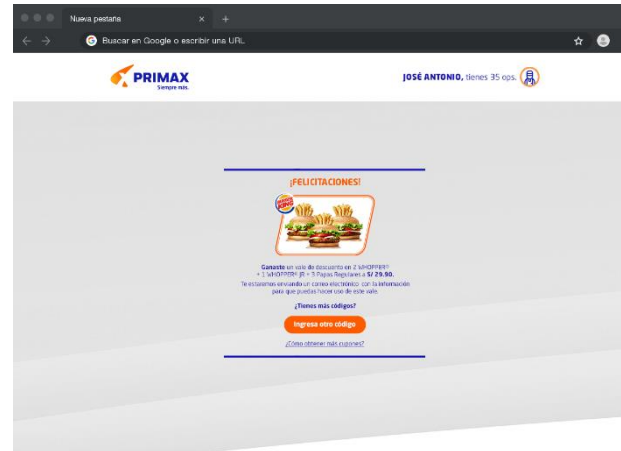 Nueva pestaña
Buscar en Google o escribir una URL
PRIMAX
Siempre más.
JOSÉ ANTONIO, tienes 35 ops.
¡FELICITACIONES!
BURGER KING
Ganaste un vale de descuento en 2 WHOPPER®
+ 1 WHOPPER® JR + 3 Papas Regulares a S/ 29.90.
Te estaremos enviando un correo electrónico con la información
para que puedas hacer uso de este vale.
¿Tienes más códigos?
Ingresa otro código
¿Cómo obtener más cupones?